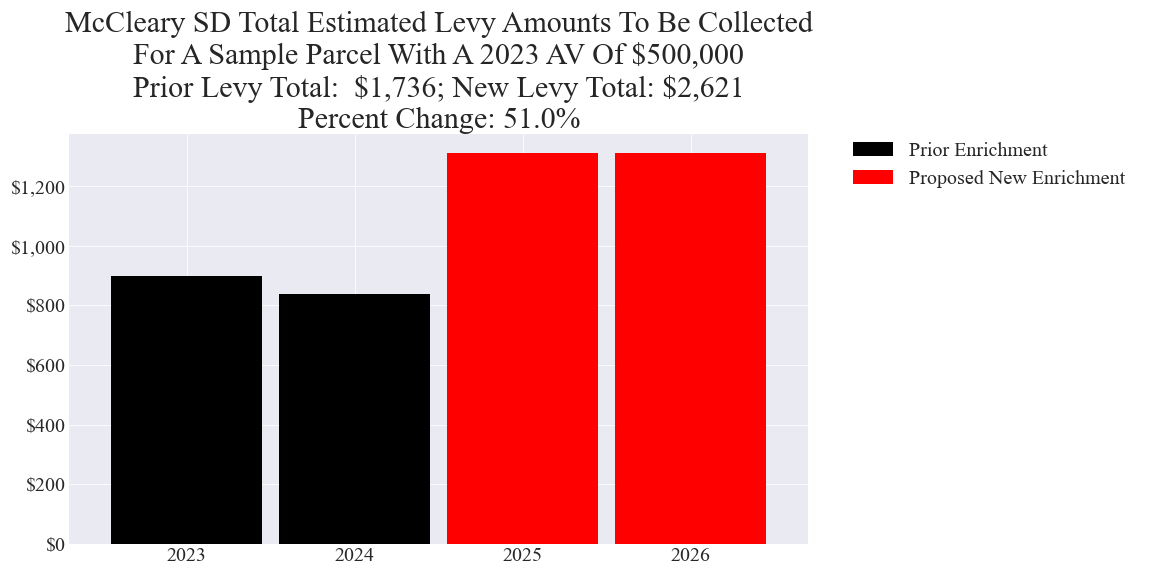 McCleary SD Total Estimated Levy Amounts To Be Collected
For A Sample Parcel With A 2023 AV Of $500,000
Prior Levy Total:  $1,736; New Levy Total: $2,621
Percent Change: 51.0%
Prior Enrichment
Proposed New Enrichment
$1,200
$1,000
$800
$600
$400
$200
$0
2023 2024 2025 2026